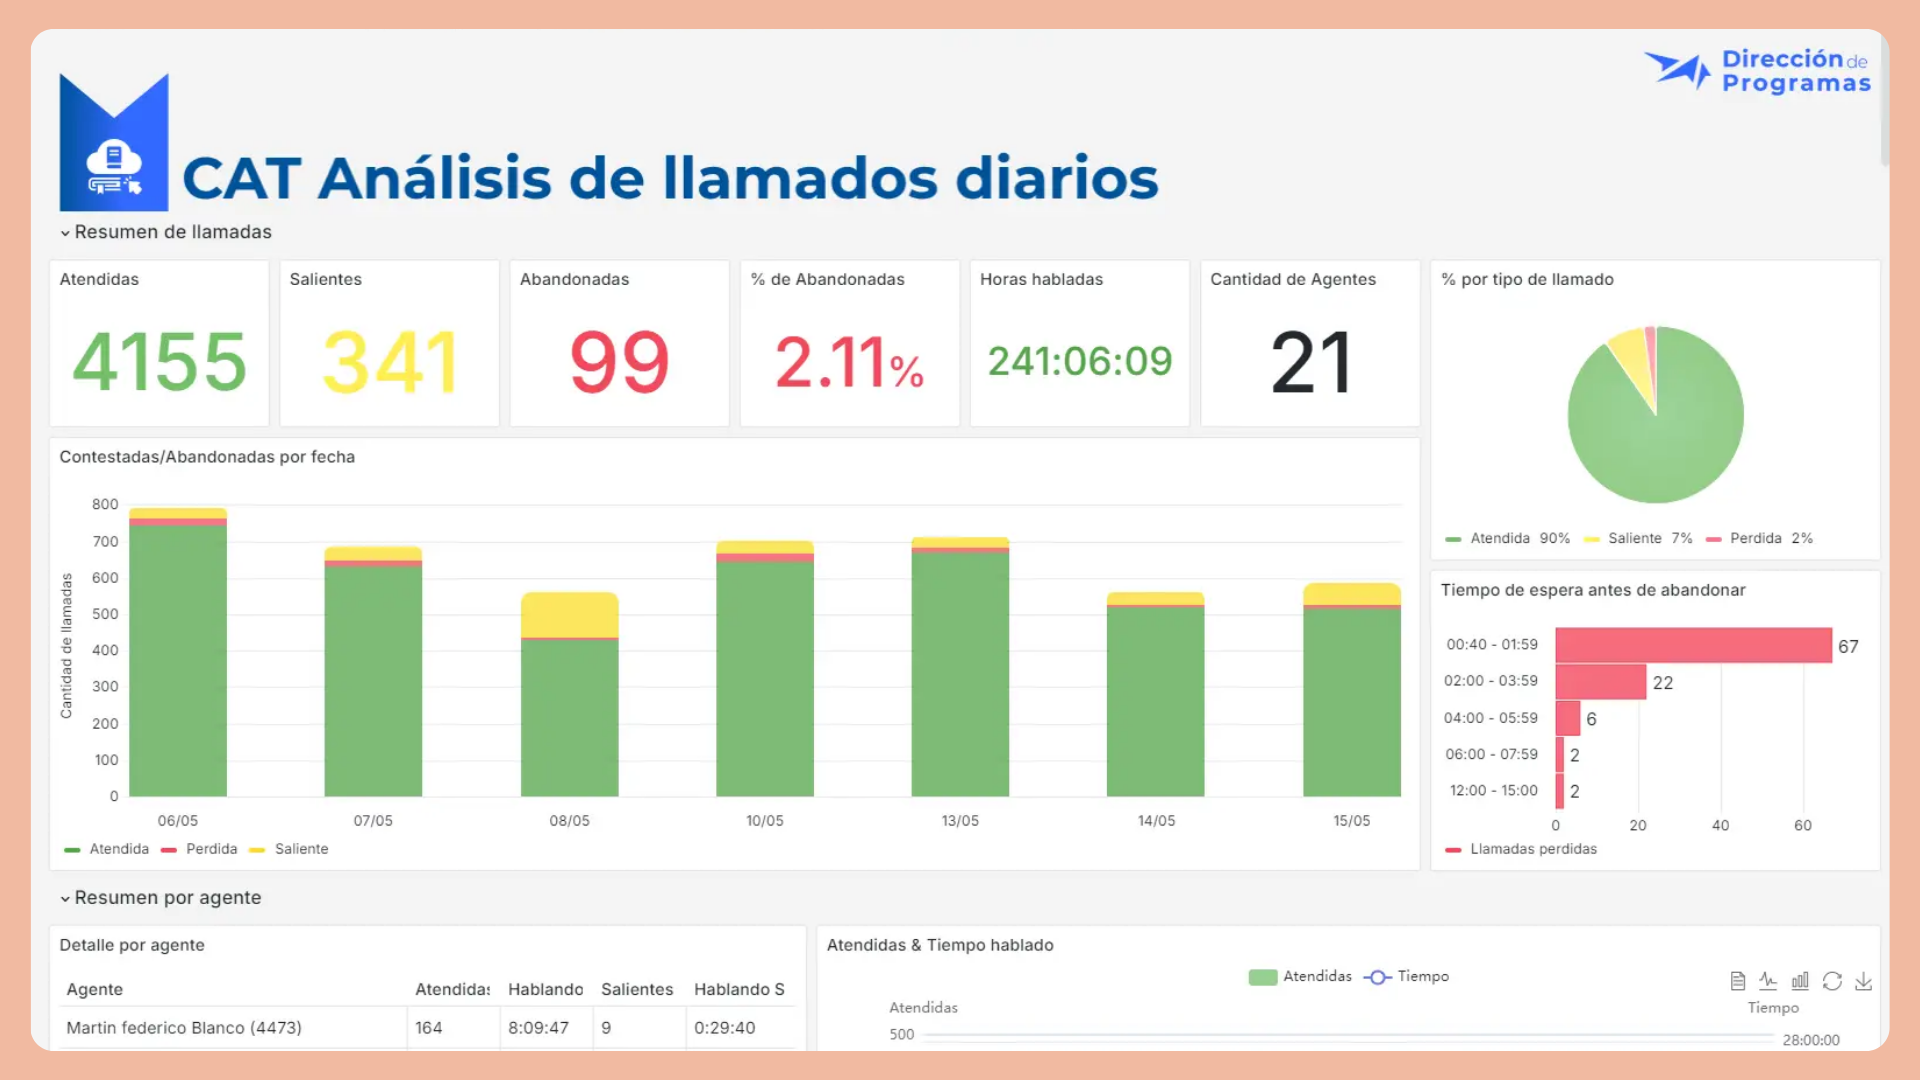 Dirección de
Programas
CAT Análisis de llamados diarios
Resumen de llamadas
Atendidas
4155
Salientes
341
Abandonadas
99
% de Abandonadas
2.11%
Horas habladas
241:06:09
Cantidad de Agentes
21
% por tipo de llamado
Atendida 90% Saliente 7% Perdida 2%
Contestadas/Abandonadas por fecha
Cantidad de llamadas
800
700
600
500
400
300
200
100
0
06/05 07/05 08/05 10/05 13/05 14/05 15/05
Atendida Perdida Saliente
Tiempo de espera antes de abandonar
00:40 - 01:59 67
02:00 - 03:59 22
04:00 - 05:59 6
06:00 - 07:59 2
12:00 - 15:00 2
0 20 40 60
Llamadas perdidas
Resumen por agente
Detalle por agente
Agente Atendidas Hablando Salientes Hablando S
Martin federico Blanco (4473) 164 8:09:47 9 0:29:40
Atendidas & Tiempo hablado
Atendidas Tiempo
Atendidas Tiempo
500 28:00:00